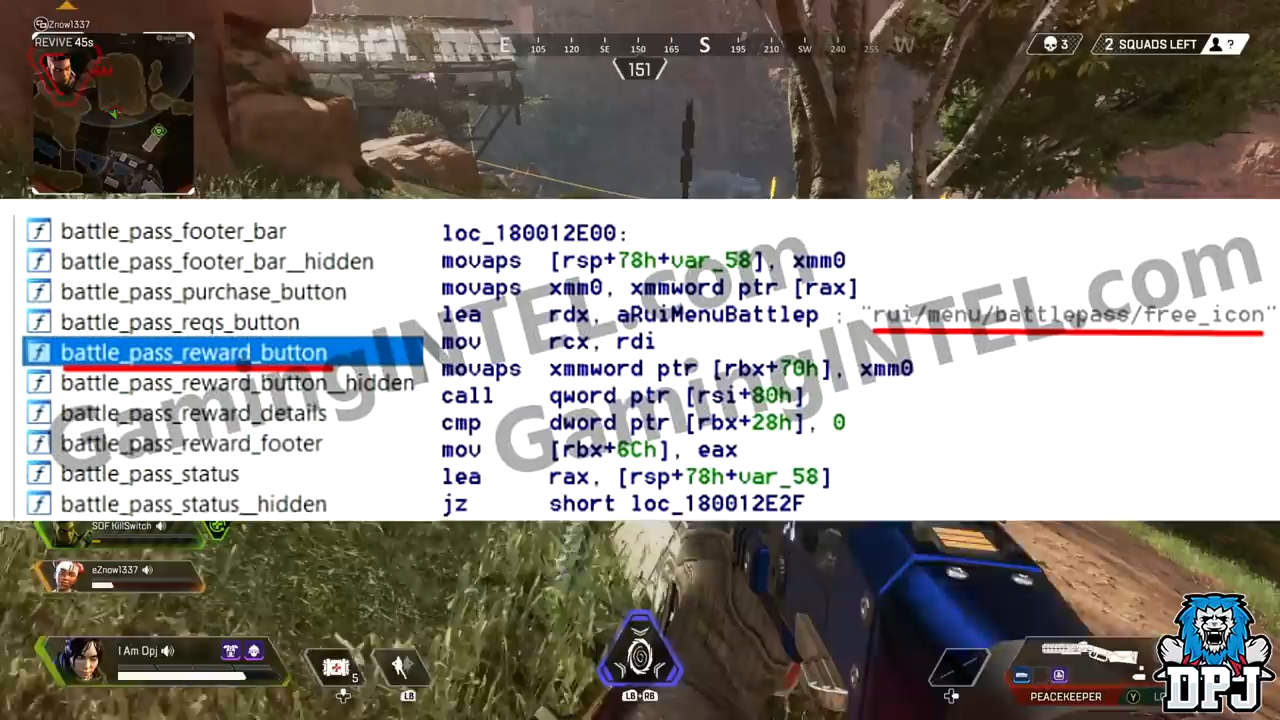 Znow1337
REVIVE 45s
E 105 120 SE 150 165 S 195 210 SW 240 255 W
151
3
2 SQUADS LEFT
?
battle_pass_footer_bar
battle_pass_footer_bar__hidden
battle_pass_purchase_button
battle_pass_reqs_button
battle_pass_reward_button
battle_pass_reward_button__hidden
battle_pass_reward_details
battle_pass_reward_footer
battle_pass_status
battle_pass_status__hidden
loc_180012E00:
movaps [rsp+78h+var_58], xmm0
movaps xmm0, xmmword ptr [rax]
lea rdx, aRuiMenuBattlep ; "rui/menu/battlepass/free_icon"
mov rcx, rdi
movaps xmmword ptr [rbx+70h], xmm0
call qword ptr [rsi+80h]
cmp dword ptr [rbx+28h], 0
mov [rbx+6Ch], eax
lea rax, [rsp+78h+var_58]
jz short loc_180012E2F
GamingINTEL.com
GamingINTEL.com
SOF KillSwitch
eZnow1337
I Am Dpj
5
LB
LB RB
PEACEKEEPER
Y
DPJ